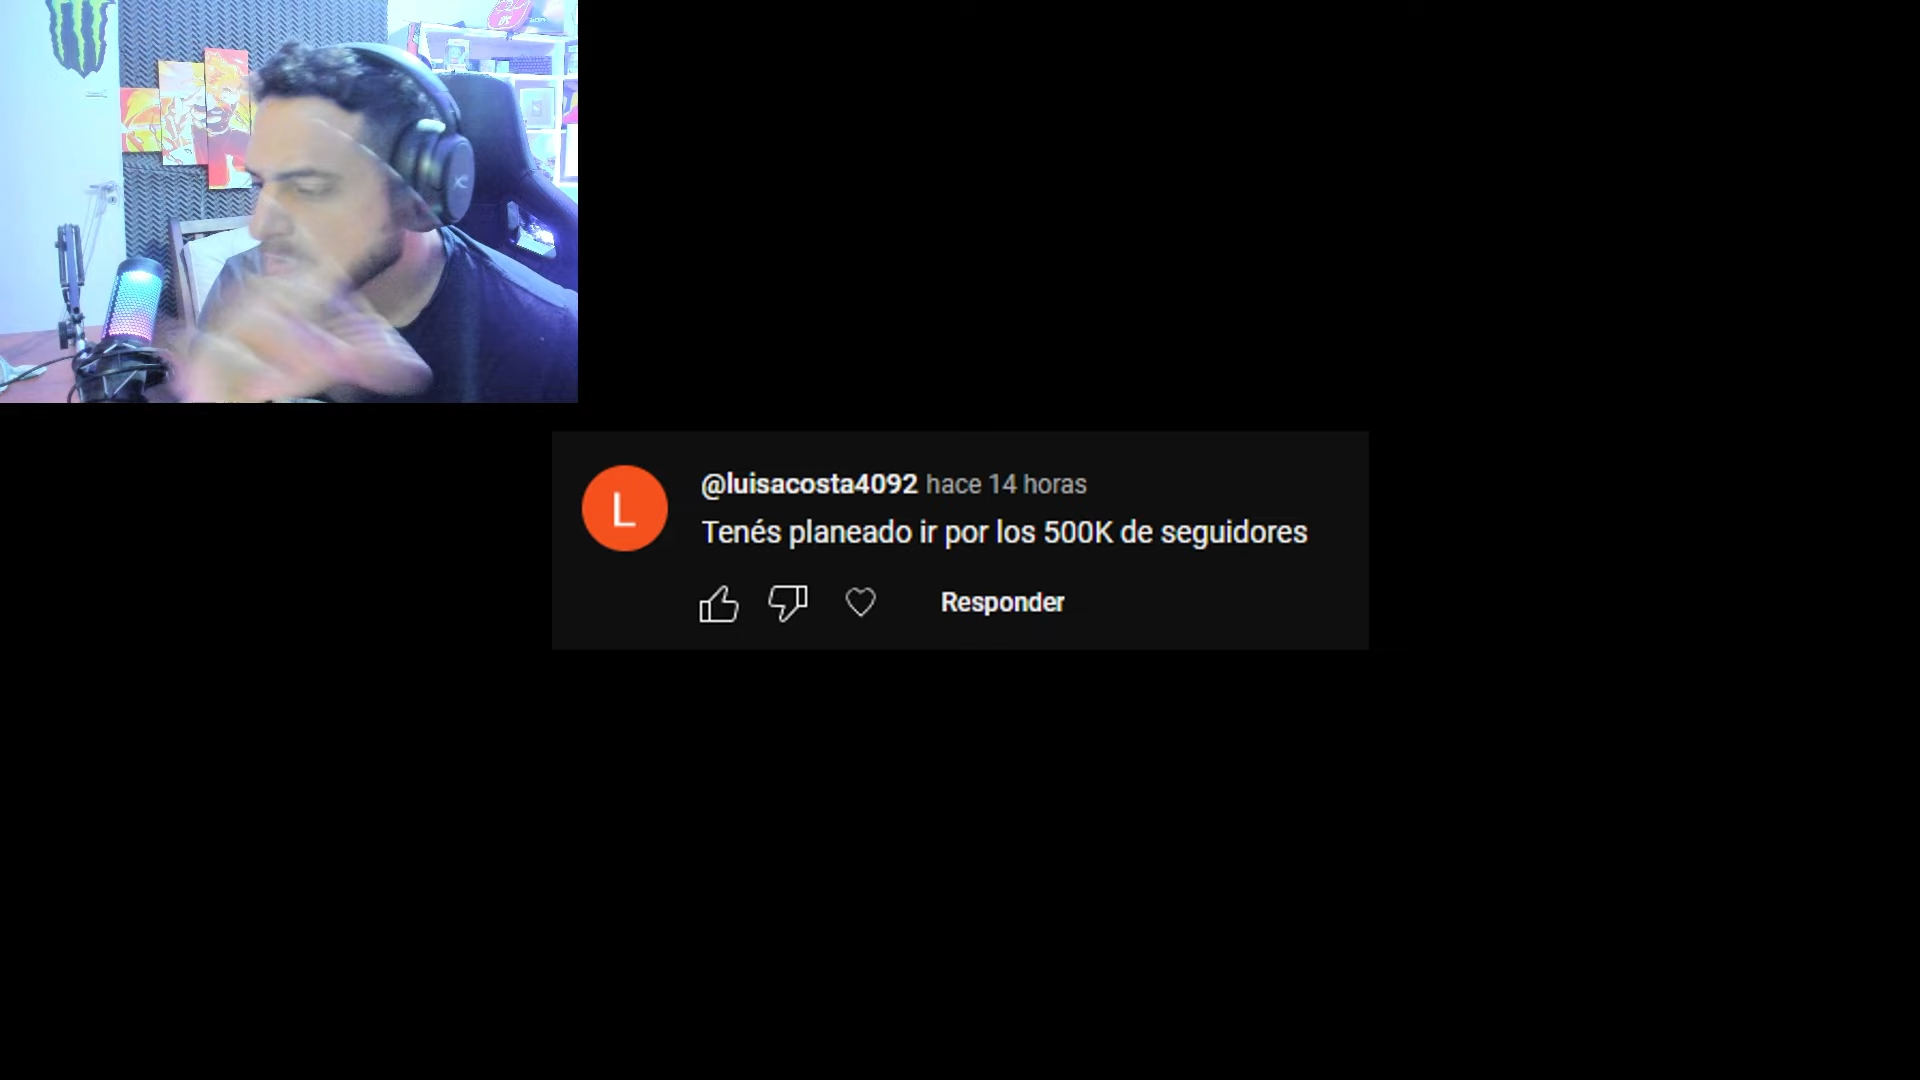 @luisacosta4092 hace 14 horas
Tenés planeado ir por los 500K de seguidores
Responder
L